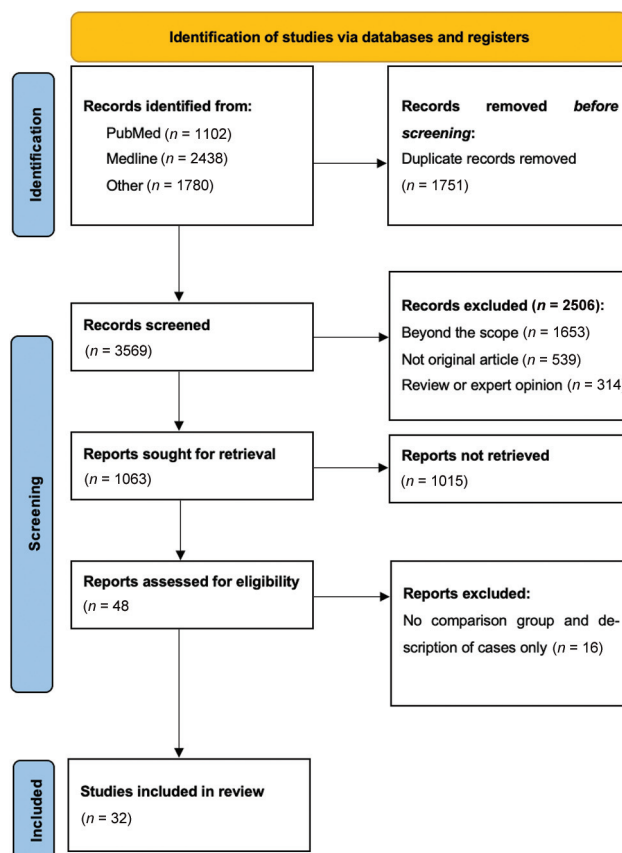 Identification of studies via databases and registers
Identification
Records identified from:
PubMed (n = 1102)
Medline (n = 2438)
Other (n = 1780)
Records removed before
screening:
Duplicate records removed
(n = 1751)
Screening
Records screened
(n = 3569)
Records excluded (n = 2506):
Beyond the scope (n = 1653)
Not original article (n = 539)
Review or expert opinion (n = 314)
Reports sought for retrieval
(n = 1063)
Reports not retrieved
(n = 1015)
Reports assessed for eligibility
(n = 48
Reports excluded:
No comparison group and de-
scription of cases only (n = 16)
Included
Studies included in review
(n = 32)